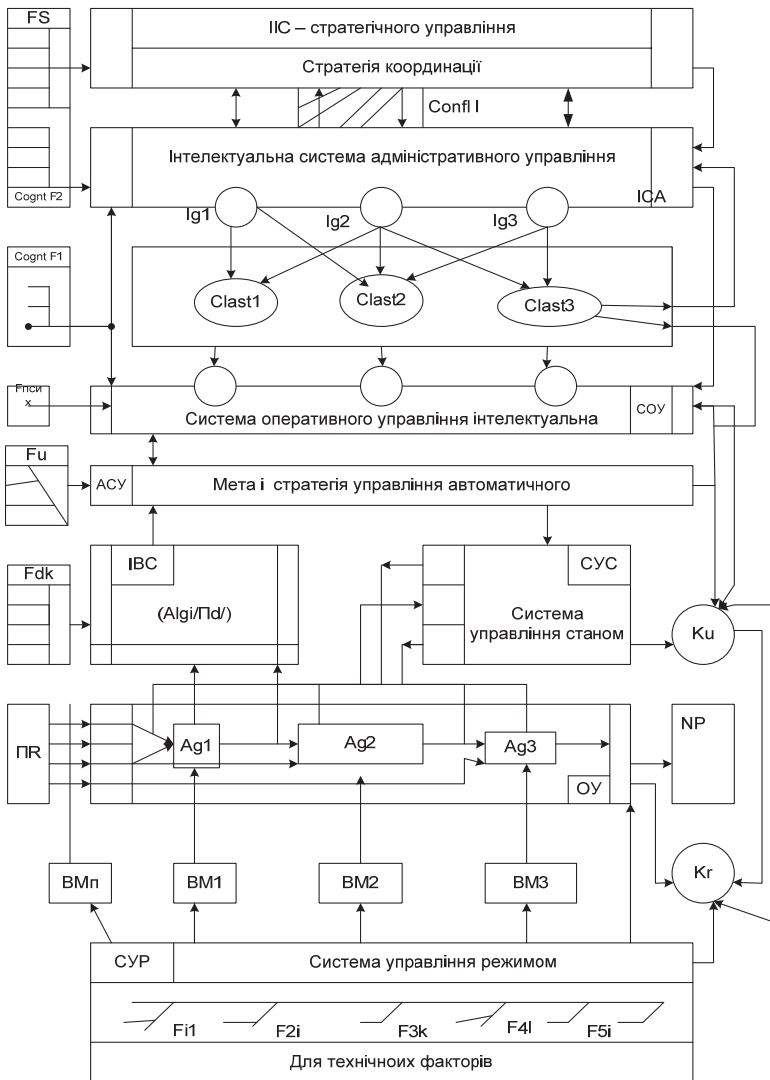 FS
ІІС – стратегічного управління
Стратегія координації
Confl I
Інтелектуальна система адміністративного управління
Cognt F2
ІСА
Ig1
Ig2
Ig3
Cognt F1
Clast1
Clast2
Clast3
Fпси
х
СОУ
Система оперативного управління інтелектуальна
Fu
АСУ
Мета і стратегія управління автоматичного
ІВС
СУС
Fdk
(Algi/Пd/)
Система
управління станом
Ku
ПR
Ag1
Ag2
Ag3
NP
ОУ
ВМп
ВМ1
ВМ2
ВМ3
Kr
СУР
Система управління режимом
Fi1
F2i
F3k
F4l
F5i
Для технічноих факторів